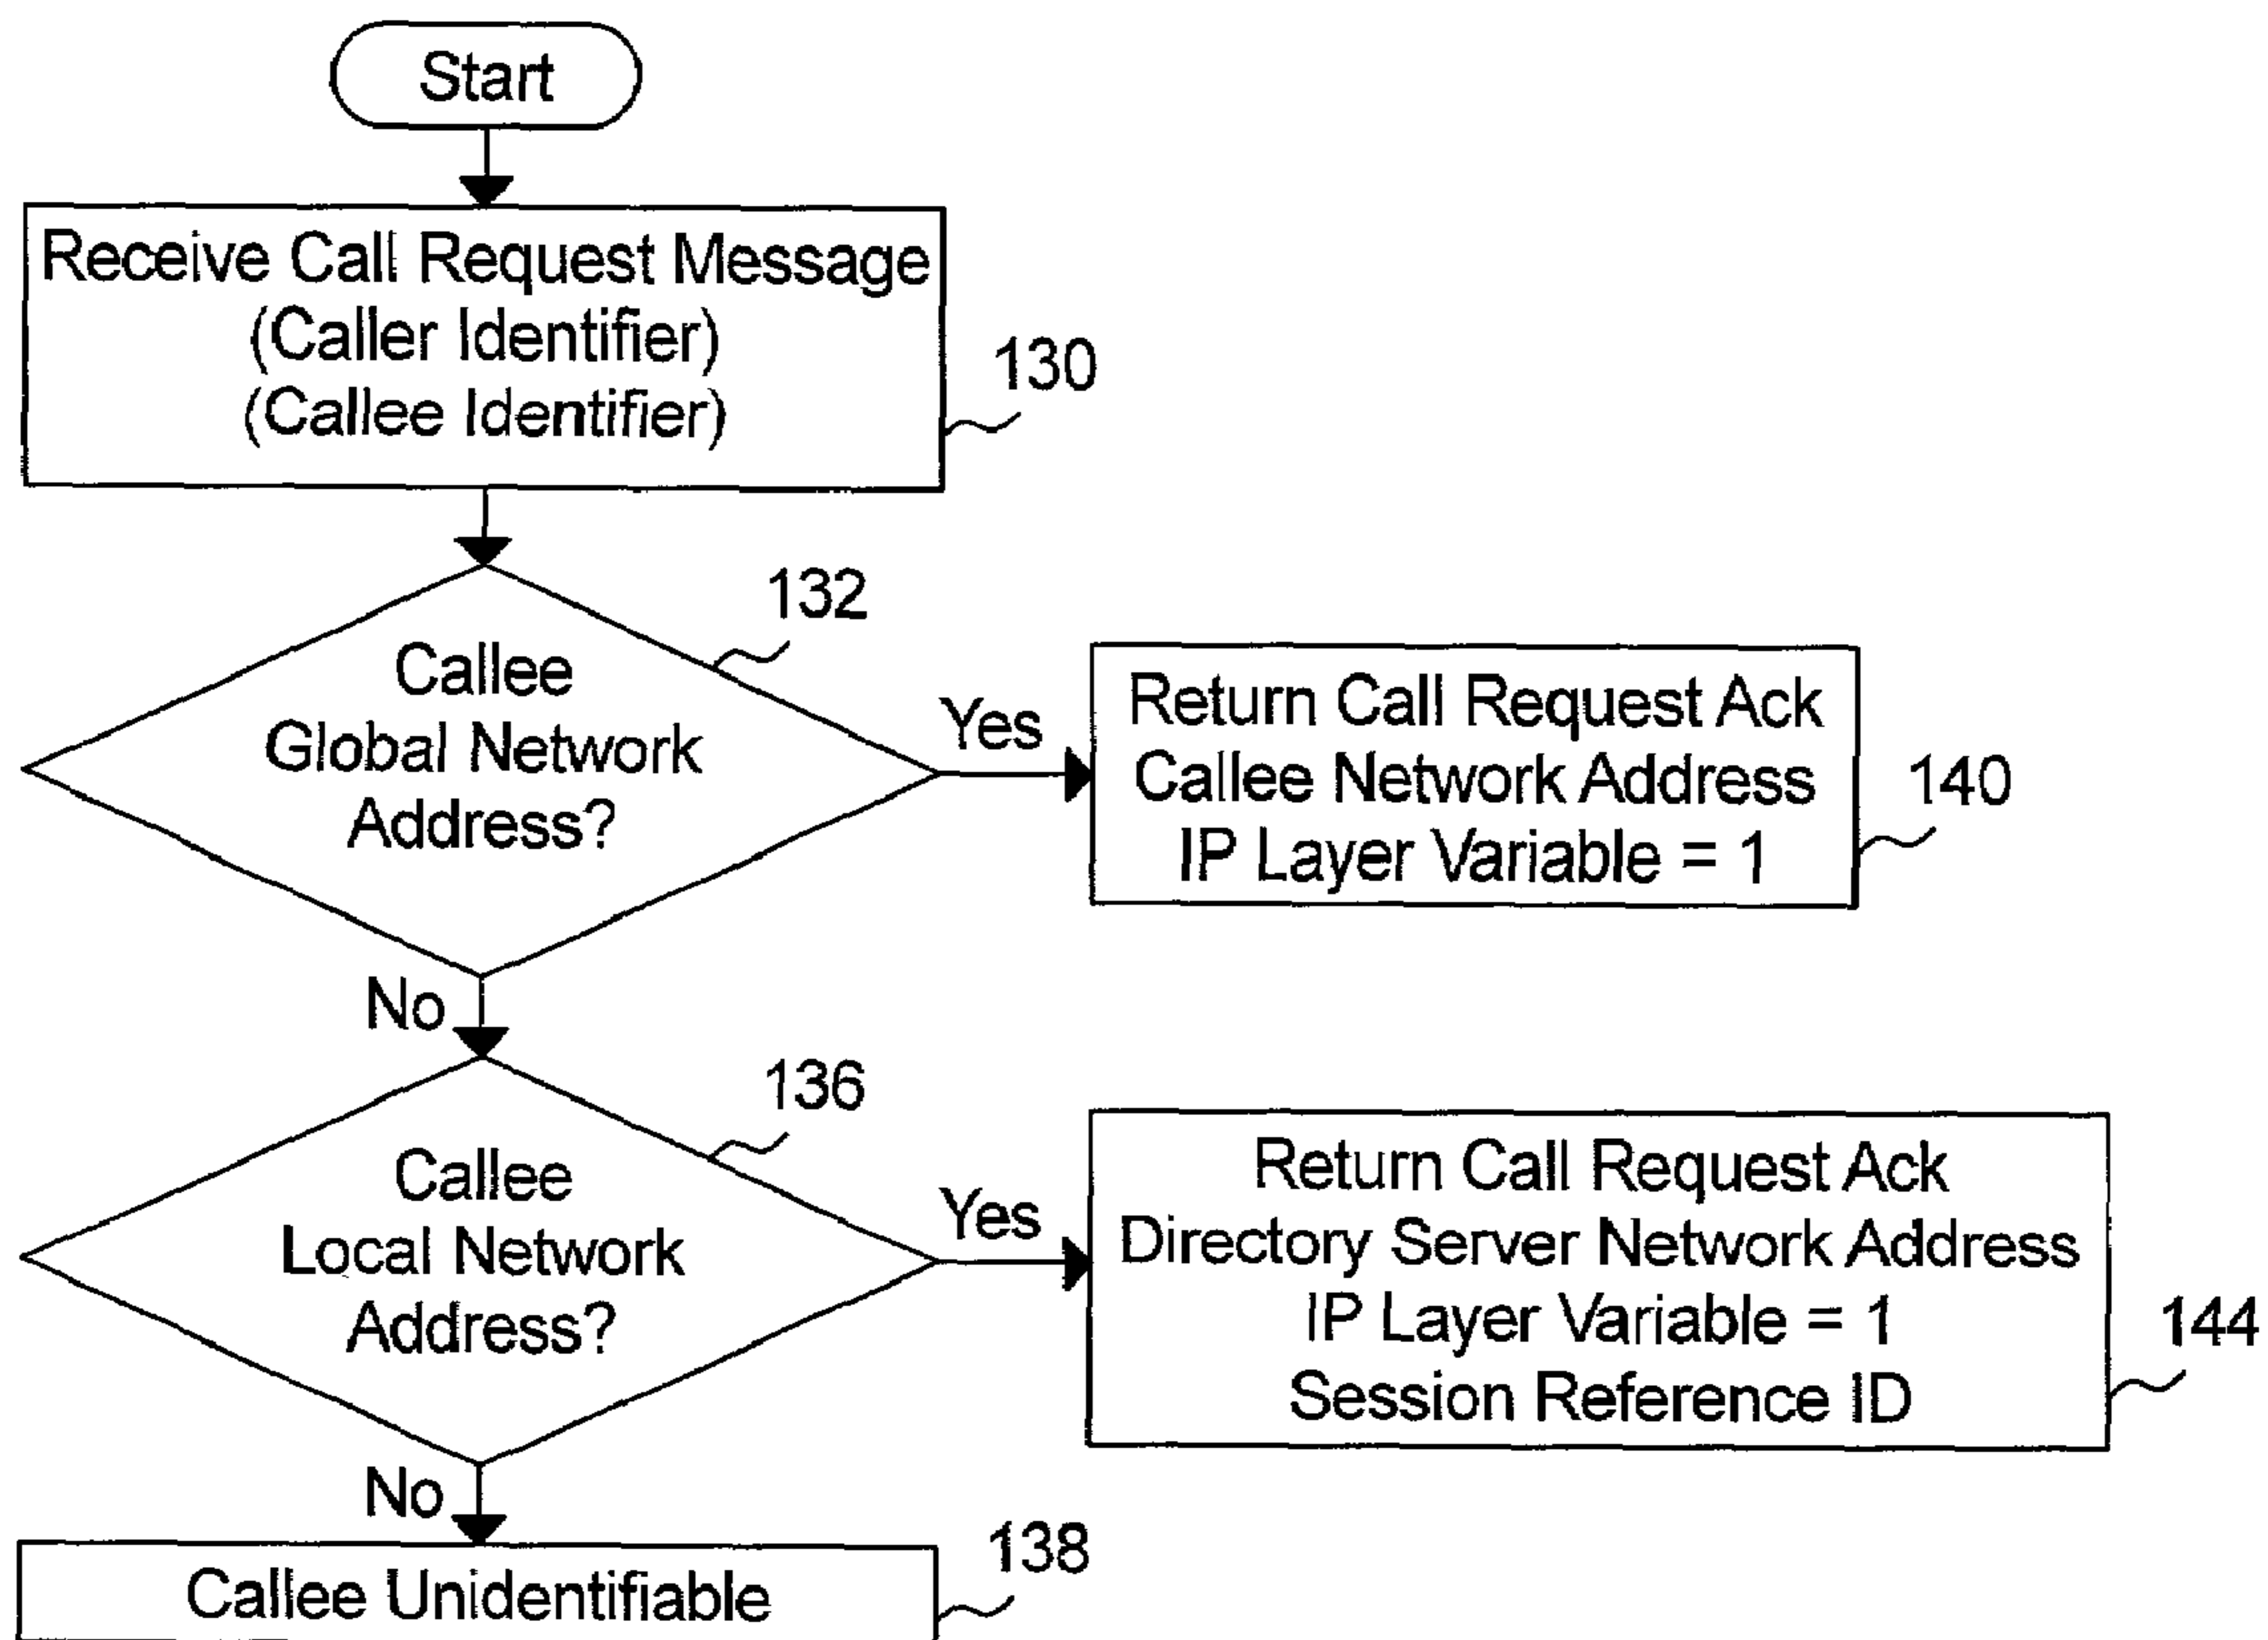 Start
Receive Call Request Message
(Caller Identifier)
(Callee Identifier)
130
132
Callee
Global Network
Address?
Yes
Return Call Request Ack
Callee Network Address
IP Layer Variable = 1
140
No
136
Callee
Local Network
Address?
Yes
Return Call Request Ack
Directory Server Network Address
IP Layer Variable = 1
Session Reference ID
144
No
138
Callee Unidentifiable